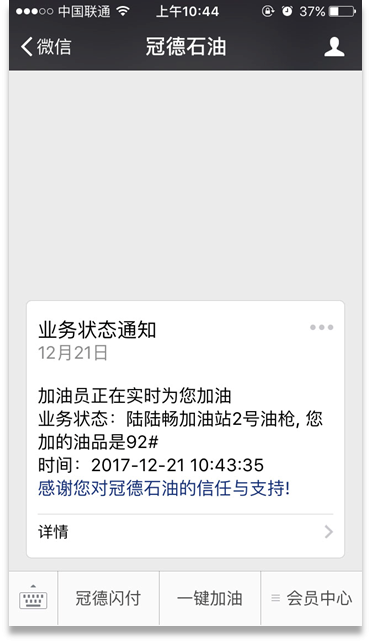 中国联通 上午10:44 37%
微信 冠德石油
业务状态通知
12月21日
加油员正在实时为您加油
业务状态：陆陆畅加油站2号油枪, 您
加的油品是92#
时间：2017-12-21 10:43:35
感谢您对冠德石油的信任与支持!
详情
冠德闪付 一键加油 会员中心